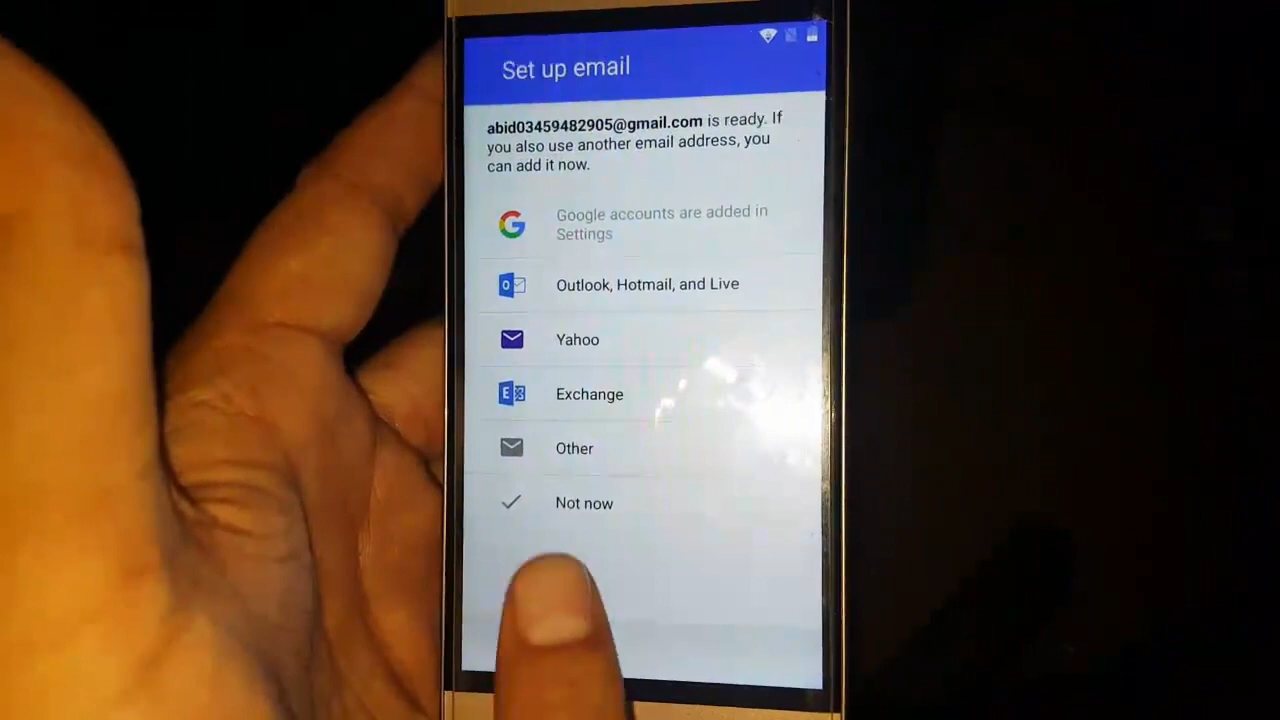 Set up email
abid03459482905@gmail.com is ready. If
you also use another email address, you
can add it now.
Google accounts are added in
Settings
Outlook, Hotmail, and Live
Yahoo
Exchange
Other
Not now